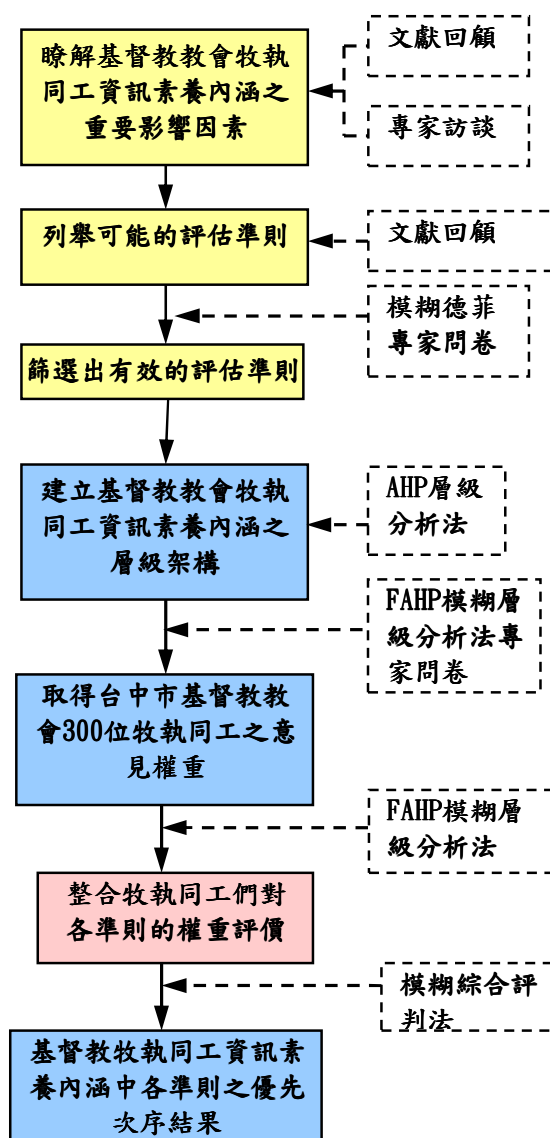 瞭解基督教教會牧執
同工資訊素養內涵之
重要影響因素
文獻回顧
專家訪談
列舉可能的評估準則
文獻回顧
模糊德菲
專家問卷
篩選出有效的評估準則
建立基督教教會牧執
同工資訊素養內涵之
層級架構
AHP層級
分析法
FAHP模糊層
級分析法專
家問卷
取得台中市基督教教
會300位牧執同工之意
見權重
FAHP模糊層
級分析法
整合牧執同工們對
各準則的權重評價
模糊綜合評
判法
基督教牧執同工資訊素
養內涵中各準則之優先
次序結果